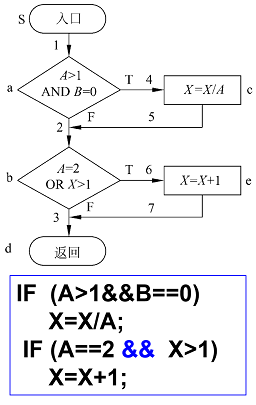 S 入口
1
a A>1 T 4 X=X/A c
AND B=0
F 5
2
b A=2 T 6 X=X+1 e
OR X>1
3 F 7
d 返回
IF (A>1&&B==0)
X=X/A;
IF (A==2 && X>1)
X=X+1;